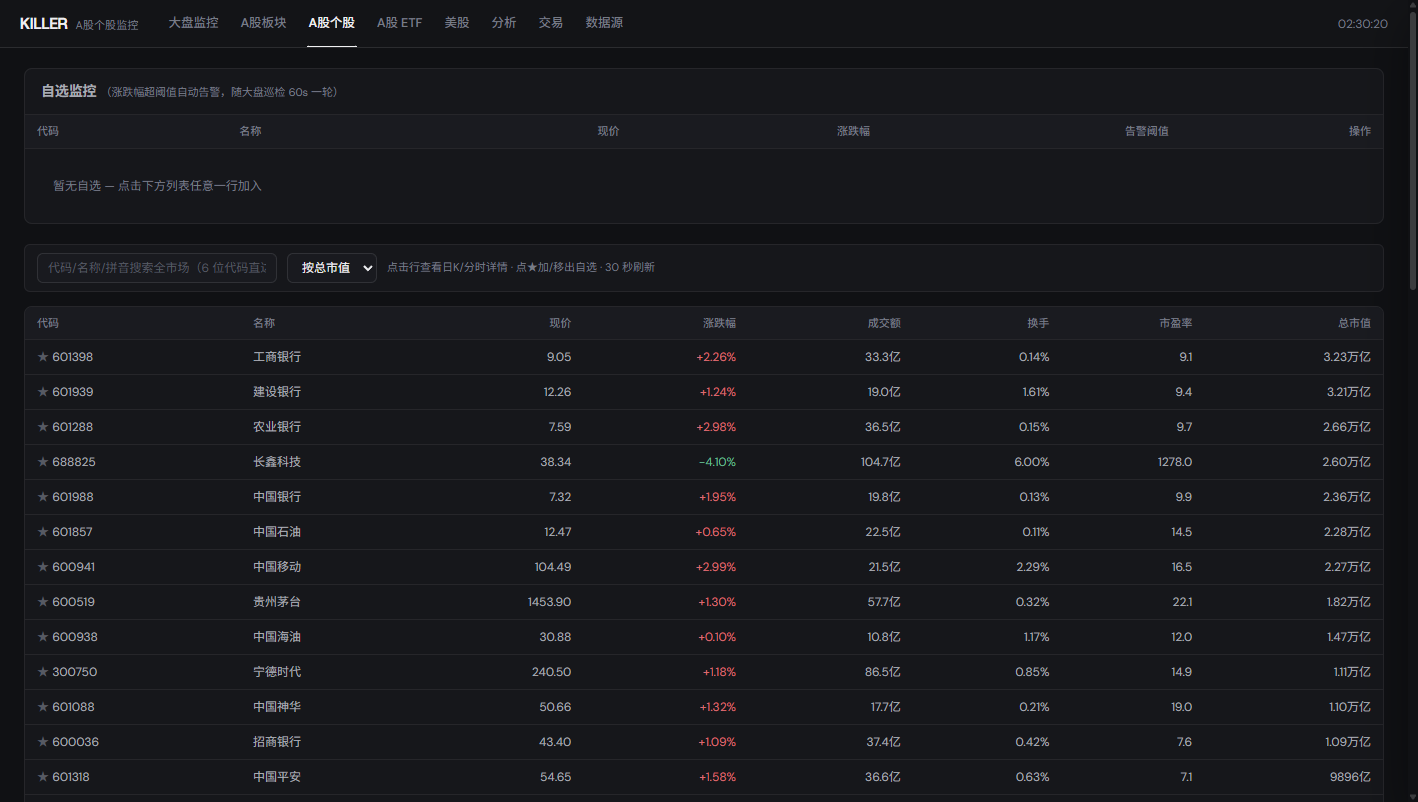 KILLER A股个股监控 大盘监控 A股板块 A股个股 A股 ETF 美股 分析 交易 数据源 02:30:20
自选监控 （涨跌幅超阈值自动告警，随大盘巡检 60s 一轮）
代码 名称 现价 涨跌幅 告警阈值 操作
暂无自选 — 点击下方列表任意一行加入
代码/名称/拼音搜索全市场（6 位代码直 按总市值 点击行查看日K/分时详情 · 点★加/移出自选 · 30 秒刷新
代码 名称 现价 涨跌幅 成交额 换手 市盈率 总市值
★ 601398 工商银行 9.05 +2.26% 33.3亿 0.14% 9.1 3.23万亿
★ 601939 建设银行 12.26 +1.24% 19.0亿 1.61% 9.4 3.21万亿
★ 601288 农业银行 7.59 +2.98% 36.5亿 0.15% 9.7 2.66万亿
★ 688825 长鑫科技 38.34 -4.10% 104.7亿 6.00% 1278.0 2.60万亿
★ 601988 中国银行 7.32 +1.95% 19.8亿 0.13% 9.9 2.36万亿
★ 601857 中国石油 12.47 +0.65% 22.5亿 0.11% 14.5 2.28万亿
★ 600941 中国移动 104.49 +2.99% 21.5亿 2.29% 16.5 2.27万亿
★ 600519 贵州茅台 1453.90 +1.30% 57.7亿 0.32% 22.1 1.82万亿
★ 600938 中国海油 30.88 +0.10% 10.8亿 1.17% 12.0 1.47万亿
★ 300750 宁德时代 240.50 +1.18% 86.5亿 0.85% 14.9 1.11万亿
★ 601088 中国神华 50.66 +1.32% 17.7亿 0.21% 19.0 1.10万亿
★ 600036 招商银行 43.40 +1.09% 37.4亿 0.42% 7.6 1.09万亿
★ 601318 中国平安 54.65 +1.58% 36.6亿 0.63% 7.1 9896亿